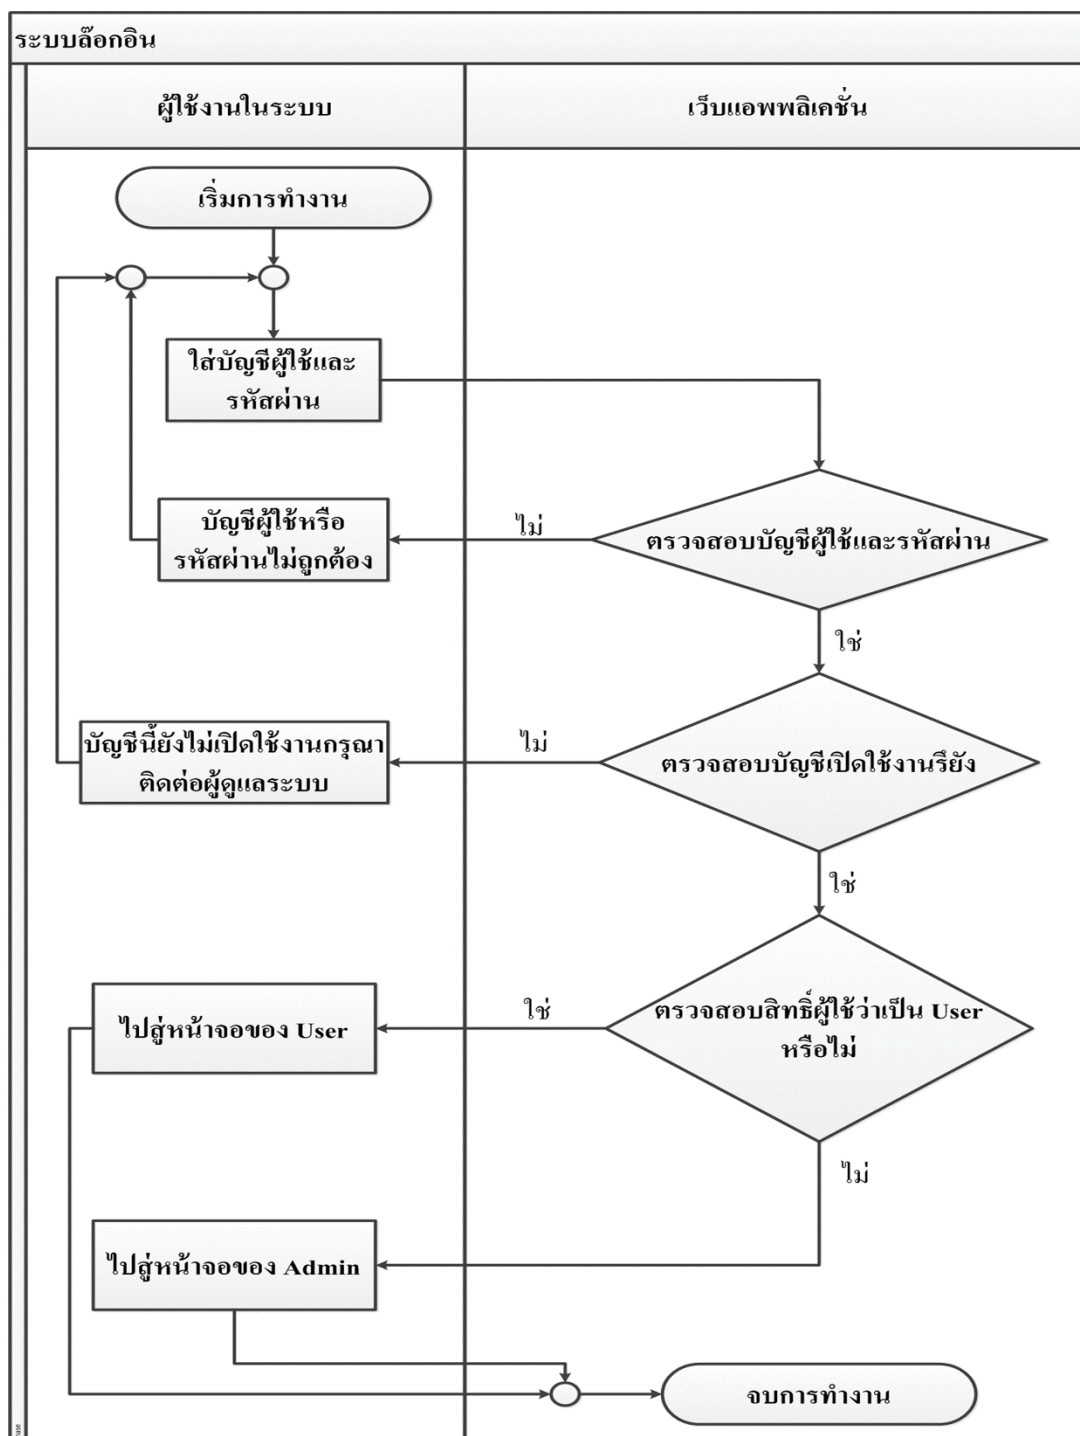 ระบบล๊อกอิน
ผู้ใช้งานในระบบ
เว็บแอพพลิเคชั่น
เริ่มการทำงาน
ใส่บัญชีผู้ใช้และ
รหัสผ่าน
บัญชีผู้ใช้หรือ
รหัสผ่านไม่ถูกต้อง
ไม่
ตรวจสอบบัญชีผู้ใช้และรหัสผ่าน
ใช่
บัญชีนี้ยังไม่เปิดใช้งานกรุณา
ติดต่อผู้ดูแลระบบ
ไม่
ตรวจสอบบัญชีเปิดใช้งานรึยัง
ใช่
ไปสู่หน้าจอของ User
ใช่
ตรวจสอบสิทธิ์ผู้ใช้ว่าเป็น User
หรือไม่
ไม่
ไปสู่หน้าจอของ Admin
จบการทำงาน